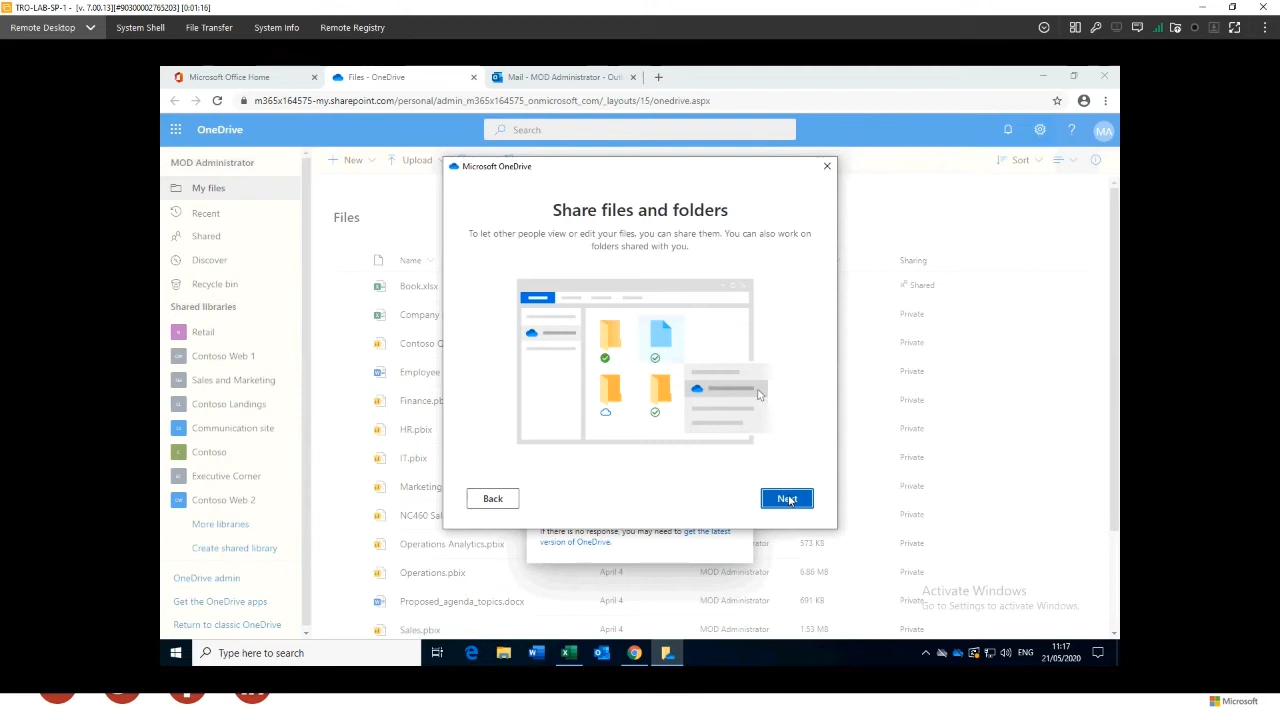 TRO-LAB-SP-1 - [v. 7.00.13][#90300002765203] [0:01:16]
Remote Desktop
System Shell
File Transfer
System Info
Remote Registry
Microsoft Office Home
Files - OneDrive
Mail - MOD Administrator - Outl
m365x164575-my.sharepoint.com/personal/admin_m365x164575_onmicrosoft_com/_layouts/15/onedrive.aspx
OneDrive
Search
MA
MOD Administrator
New
Upload
Sort
My files
Recent
Shared
Discover
Recycle bin
Shared libraries
Retail
CW Contoso Web 1
Sales and Marketing
CL Contoso Landings
Communication site
C Contoso
EC Executive Corner
CW Contoso Web 2
More libraries
Create shared library
OneDrive admin
Get the OneDrive apps
Return to classic OneDrive
Files
Name
Sharing
Book.xlsx
Shared
Company
Private
Contoso
Private
Employee
Private
Finance.pbix
Private
HR.pbix
Private
IT.pbix
Private
Marketing
Private
NC460 Sal
Private
Operations Analytics.pbix
573 KB
Private
Operations.pbix
April 4
MOD Administrator
6.86 MB
Private
Proposed_agenda_topics.docx
April 4
MOD Administrator
691 KB
Private
Sales.pbix
April 4
MOD Administrator
1.53 MB
Private
Microsoft OneDrive
Share files and folders
To let other people view or edit your files, you can share them. You can also work on
folders shared with you.
Back
Next
If there is no response, you may need to get the latest
version of OneDrive.
Activate Windows
Go to Settings to activate Windows.
Type here to search
ENG
11:17
21/05/2020
Microsoft